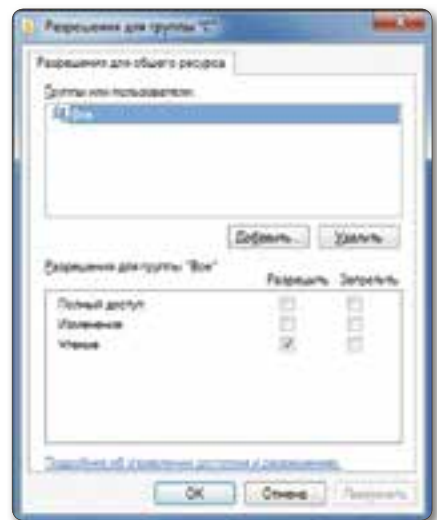 Разрешения для группы "C"
Разрешения для общего ресурса
Группы или пользователи:
Все
Добавить... Удалить
Разрешения для группы "Все" Разрешить Запретить
Полный доступ
Изменение
Чтение
Подробнее об управлении доступом и разрешениях
ОК Отмена Применить